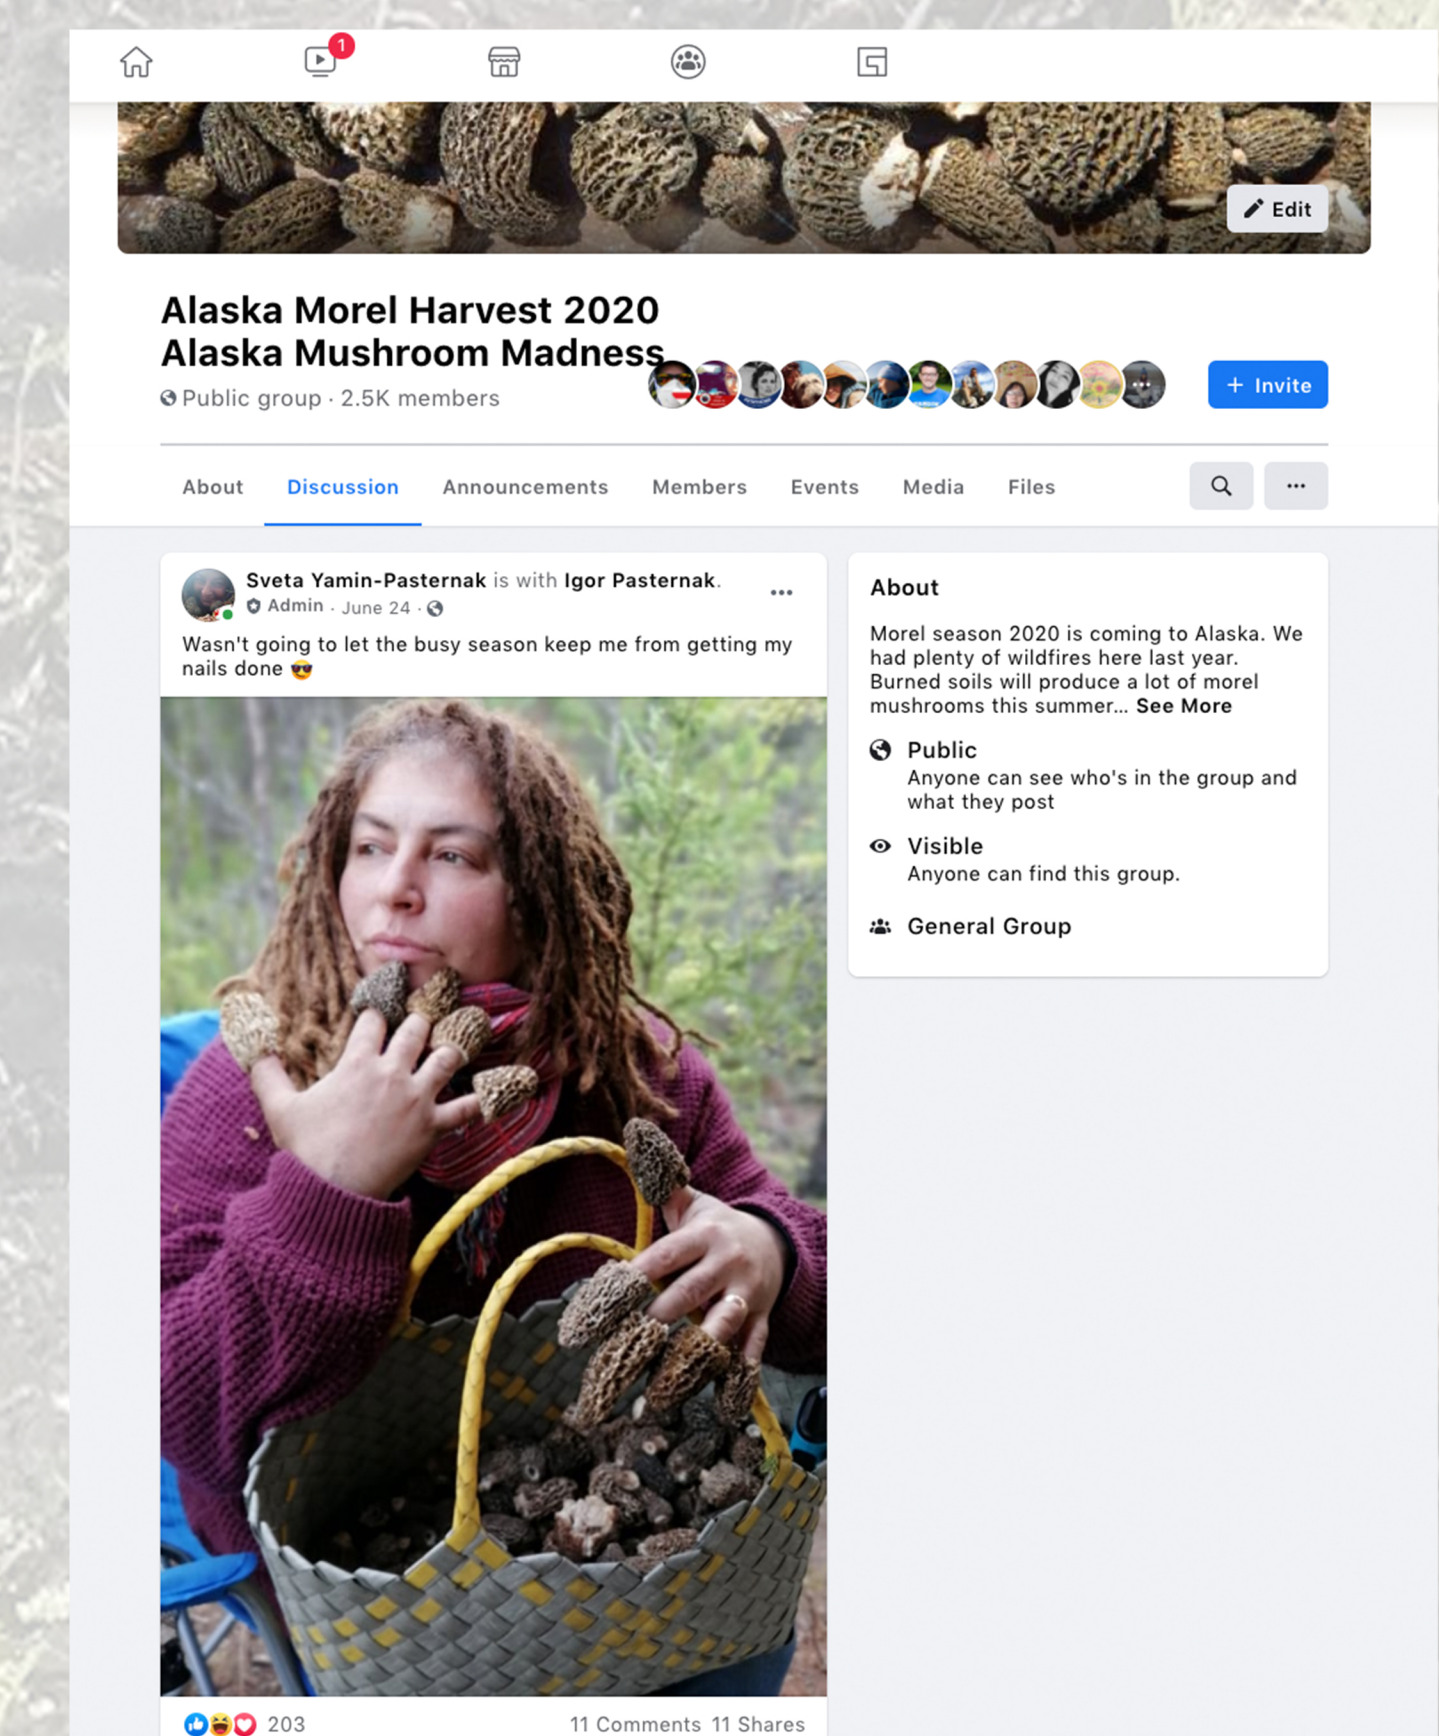 1
Edit
Alaska Morel Harvest 2020
Alaska Mushroom Madness
Public group · 2.5K members
+ Invite
About Discussion Announcements Members Events Media Files
Sveta Yamin-Pasternak is with Igor Pasternak.
Admin · June 24 ·
Wasn't going to let the busy season keep me from getting my
nails done 😎
About
Morel season 2020 is coming to Alaska. We
had plenty of wildfires here last year.
Burned soils will produce a lot of morel
mushrooms this summer... See More
Public
Anyone can see who's in the group and
what they post
Visible
Anyone can find this group.
General Group
203 11 Comments 11 Shares